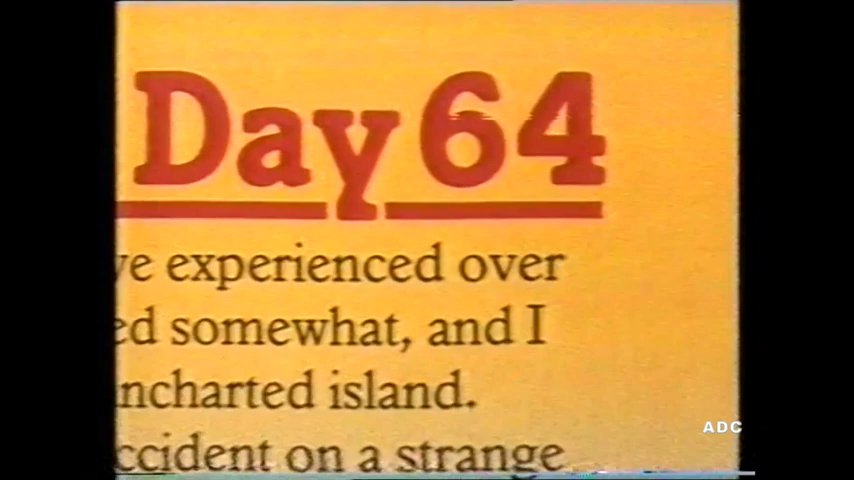 Day 64
ve experienced over
ed somewhat, and I
ncharted island.
ccident on a strange
ADC